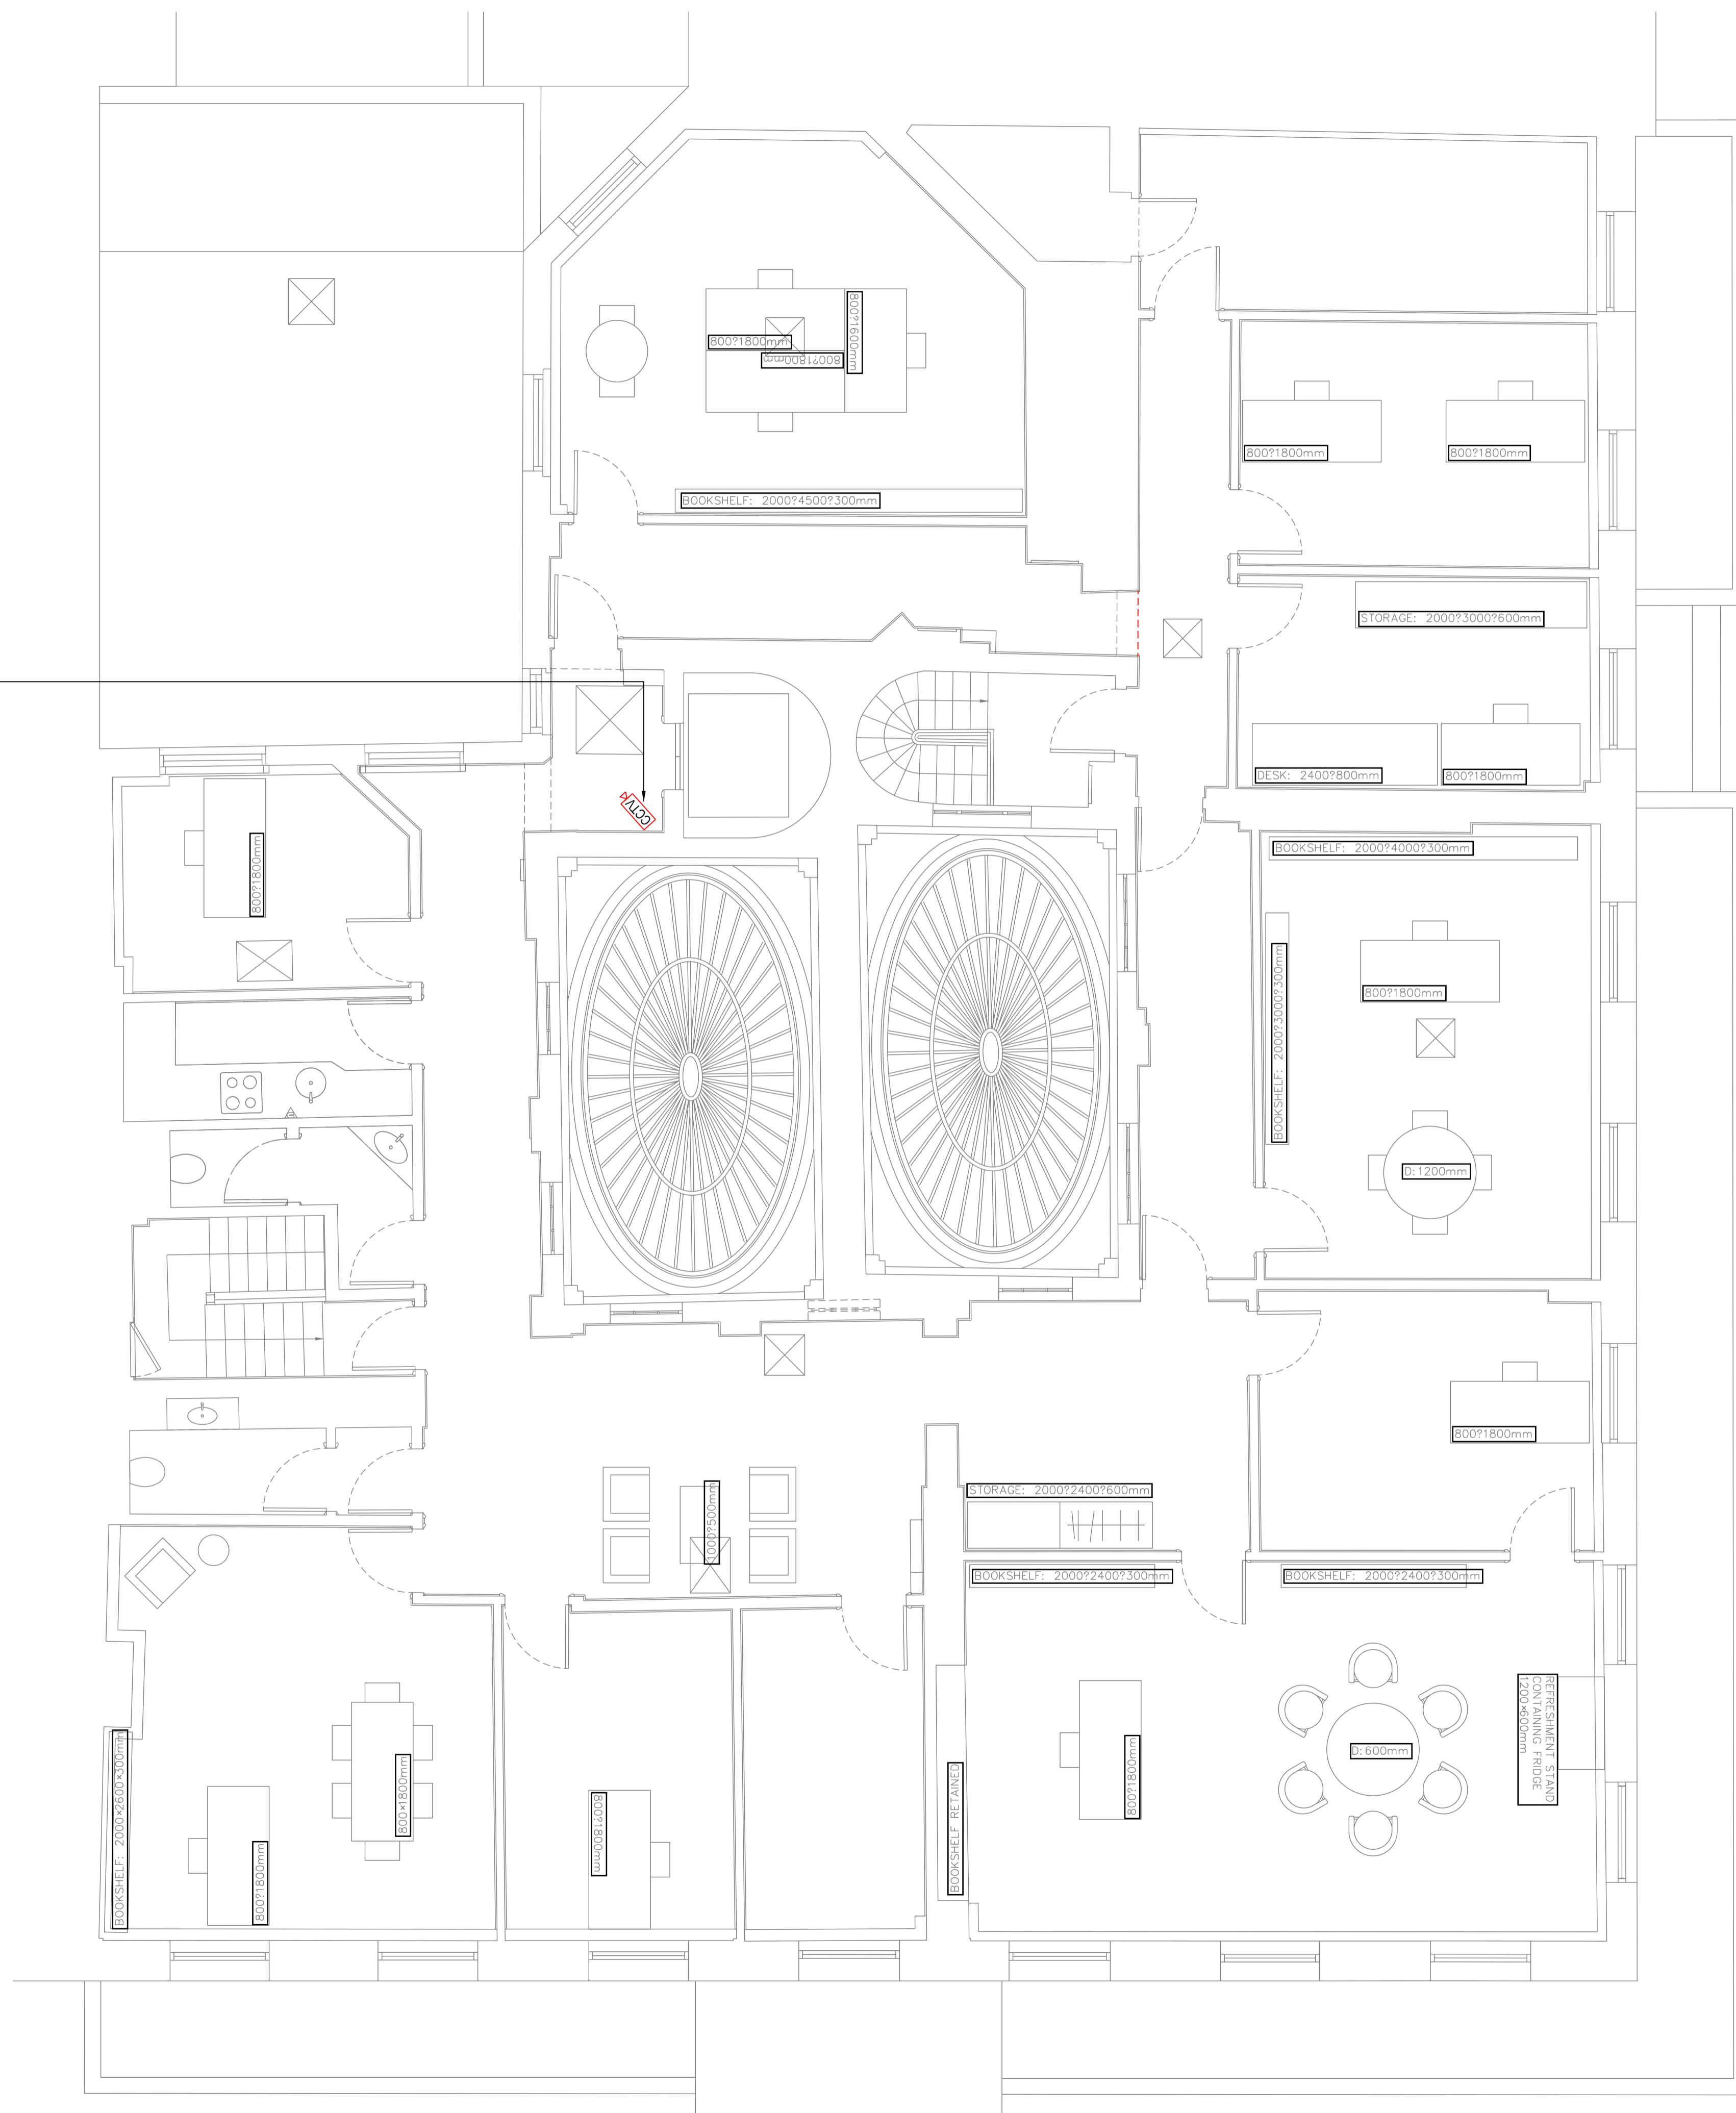 800?1600mm
800?1800mm
800?1800mm
BOOKSHELF: 2000?4500?300mm
800?1800mm
800?1800mm
STORAGE: 2000?3000?600mm
DESK: 2400?800mm
800?1800mm
CCTV
800?1800mm
BOOKSHELF: 2000?4000?300mm
BOOKSHELF: 2000?3000?300mm
800?1800mm
D:1200mm
800?1800mm
STORAGE: 2000?2400?600mm
1000?500mm
BOOKSHELF: 2000?2400?300mm
BOOKSHELF: 2000?2400?300mm
REFRESHMENT STAND
CONTAINING FRIDGE
1200×600mm
D:600mm
800?1800mm
BOOKSHELF RETAINED
800?1800mm
800×1800mm
800?1800mm
BOOKSHELF: 2000×2600×300mm